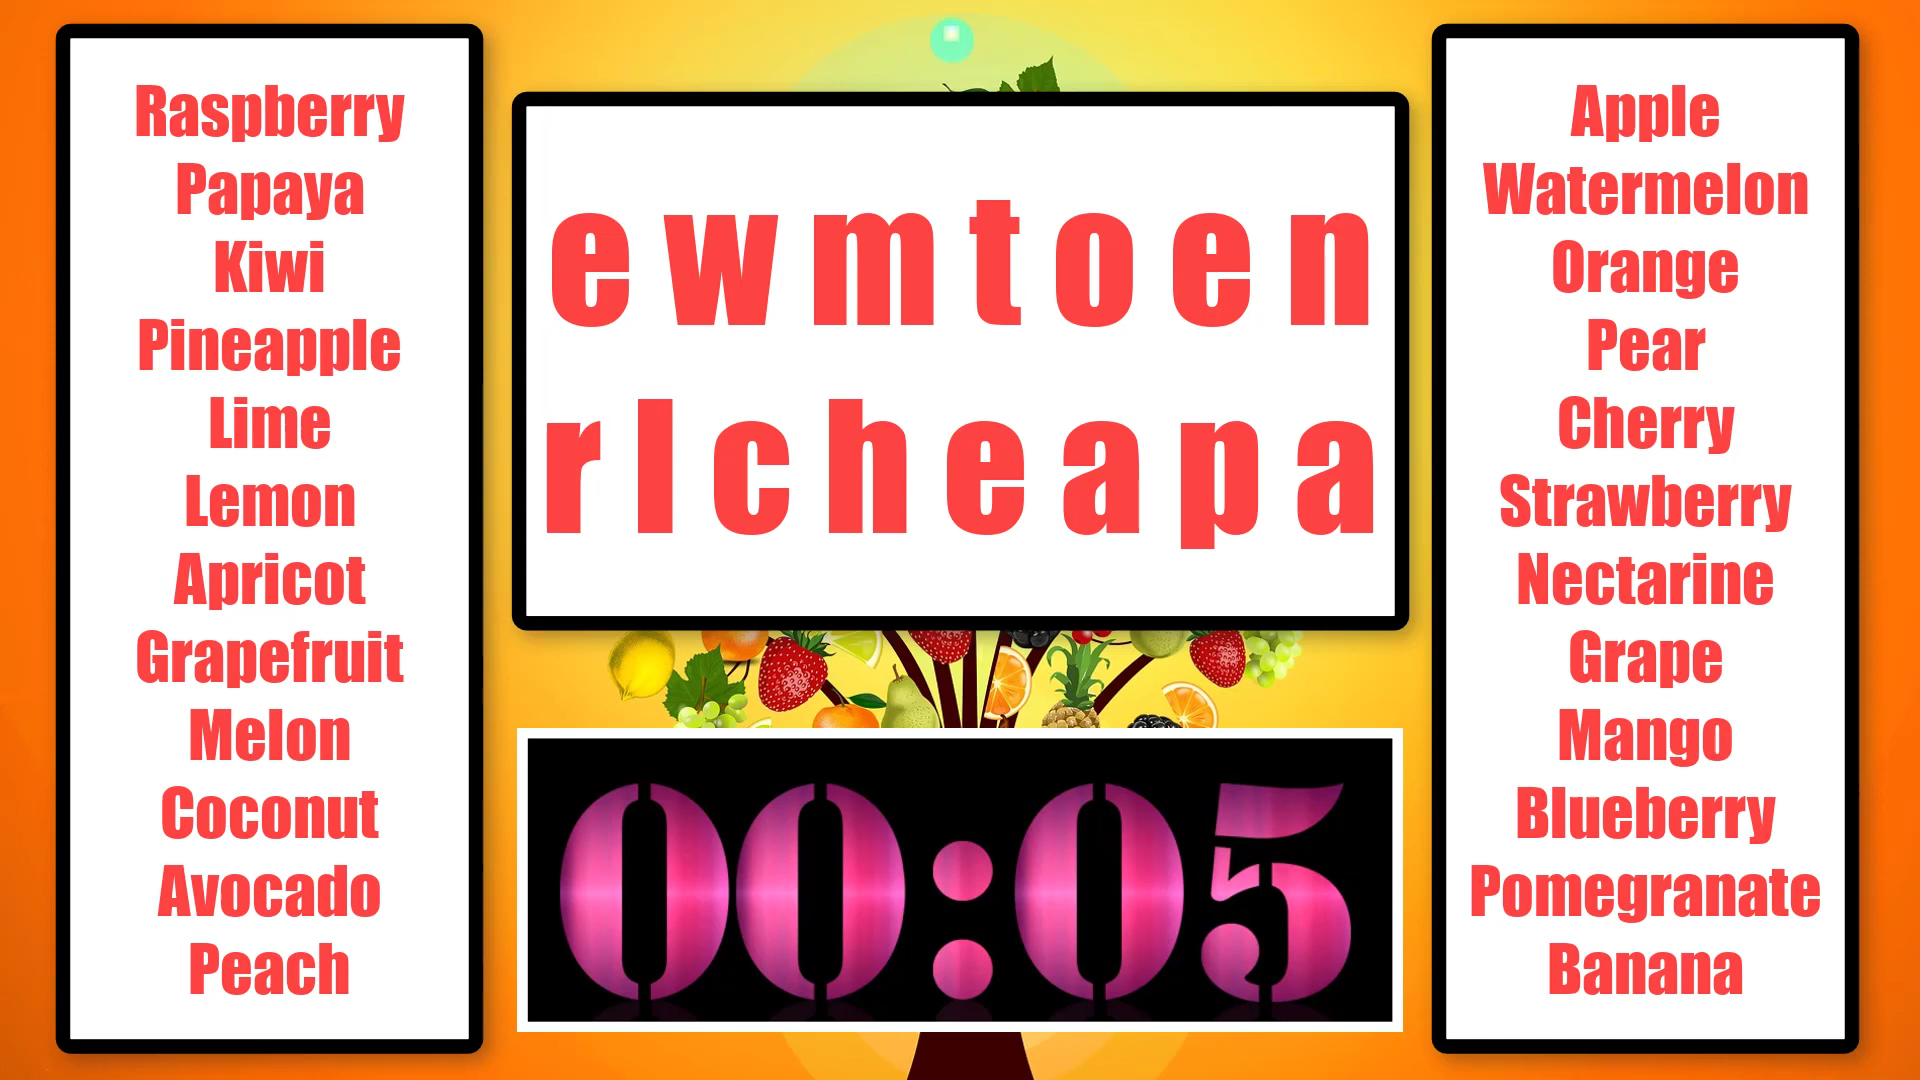 Raspberry
Papaya
Kiwi
Pineapple
Lime
Lemon
Apricot
Grapefruit
Melon
Coconut
Avocado
Peach
e w m t o e n
r l c h e a p a
00:05
Apple
Watermelon
Orange
Pear
Cherry
Strawberry
Nectarine
Grape
Mango
Blueberry
Pomegranate
Banana